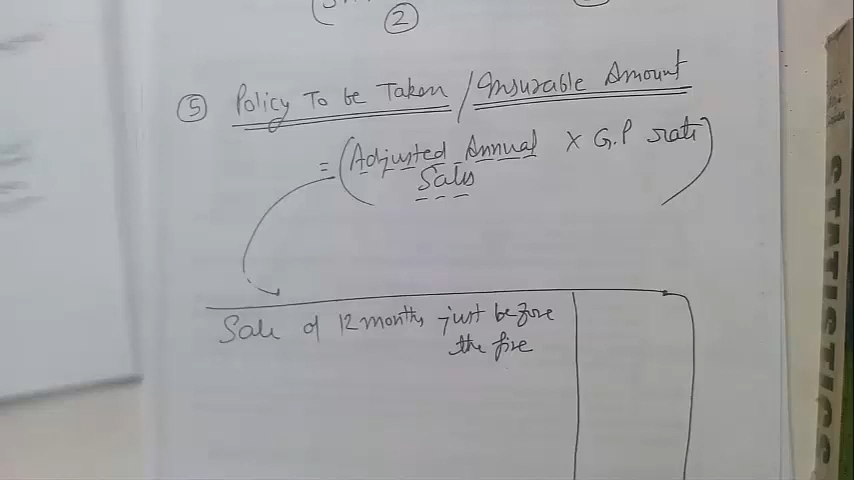 ②
⑤ Policy To be Taken / Insurable Amount
= (Adjusted Annual Sales × G.P rate)
Sale of 12 months just before
the fire
STATISTICS